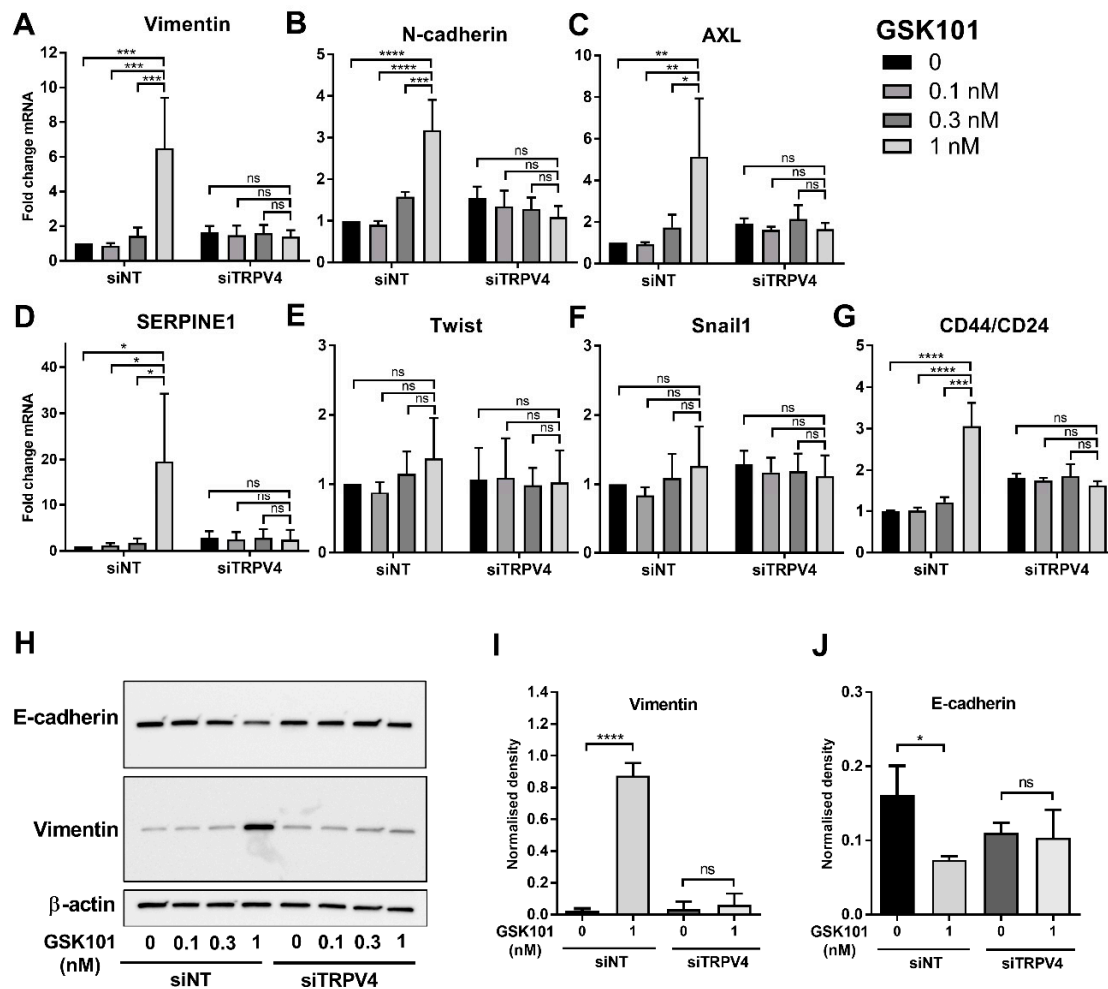 A
Vimentin
Fold change mRNA
12
10
8
6
4
2
0
***
***
***
ns
ns
ns
siNT
siTRPV4
B
N-cadherin
5
4
3
2
1
0
****
****
***
ns
ns
ns
siNT
siTRPV4
C
AXL
10
8
6
4
2
0
**
**
*
ns
ns
ns
siNT
siTRPV4
GSK101
0
0.1 nM
0.3 nM
1 nM
D
SERPINE1
Fold change mRNA
40
30
20
10
0
*
*
*
ns
ns
ns
siNT
siTRPV4
E
Twist
3
2
1
0
ns
ns
ns
ns
ns
ns
siNT
siTRPV4
F
Snail1
3
2
1
0
ns
ns
ns
ns
ns
ns
siNT
siTRPV4
G
CD44/CD24
5
4
3
2
1
0
****
****
***
ns
ns
ns
siNT
siTRPV4
H
E-cadherin
Vimentin
β-actin
GSK101 0 0.1 0.3 1 0 0.1 0.3 1
(nM)
siNT siTRPV4
I
Vimentin
Normalised density
1.4
1.2
1.0
0.8
0.6
0.4
0.2
0.0
****
ns
GSK101 0 1 0 1
(nM)
siNT siTRPV4
J
E-cadherin
Normalised density
0.3
0.2
0.1
0.0
*
ns
GSK101 0 1 0 1
(nM)
siNT siTRPV4